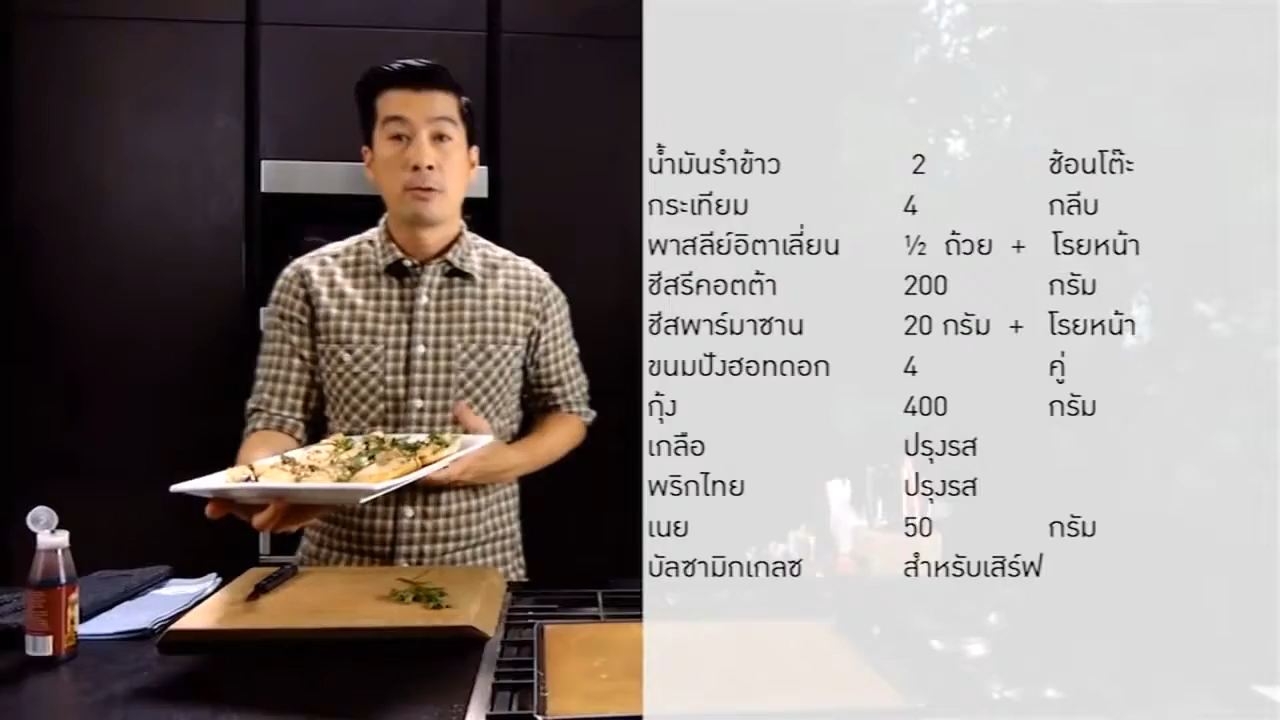 น้ำมันรำข้าว 2 ช้อนโต๊ะ
กระเทียม 4 กลีบ
พาสลีย์อิตาเลี่ยน ½ ถ้วย + โรยหน้า
ชีสรีคอตต้า 200 กรัม
ชีสพาร์มาซาน 20 กรัม + โรยหน้า
ขนมปังฮอทดอก 4 คู่
กุ้ง 400 กรัม
เกลือ ปรุงรส
พริกไทย ปรุงรส
เนย 50 กรัม
บัลซามิกเกลซ สำหรับเสิร์ฟ